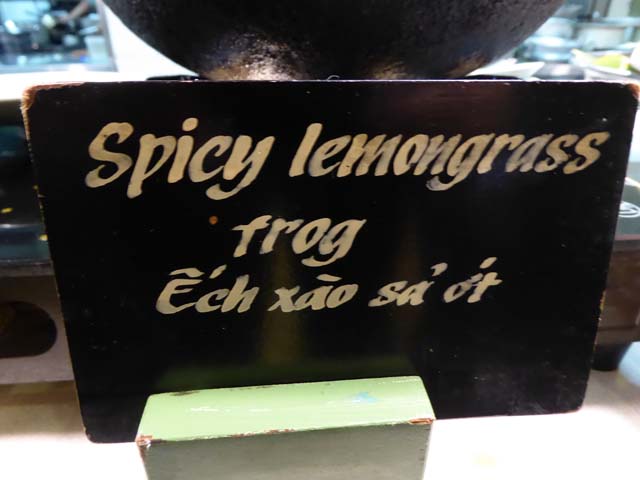 Spicy lemongrass
frog
Ếch xào sả ớt